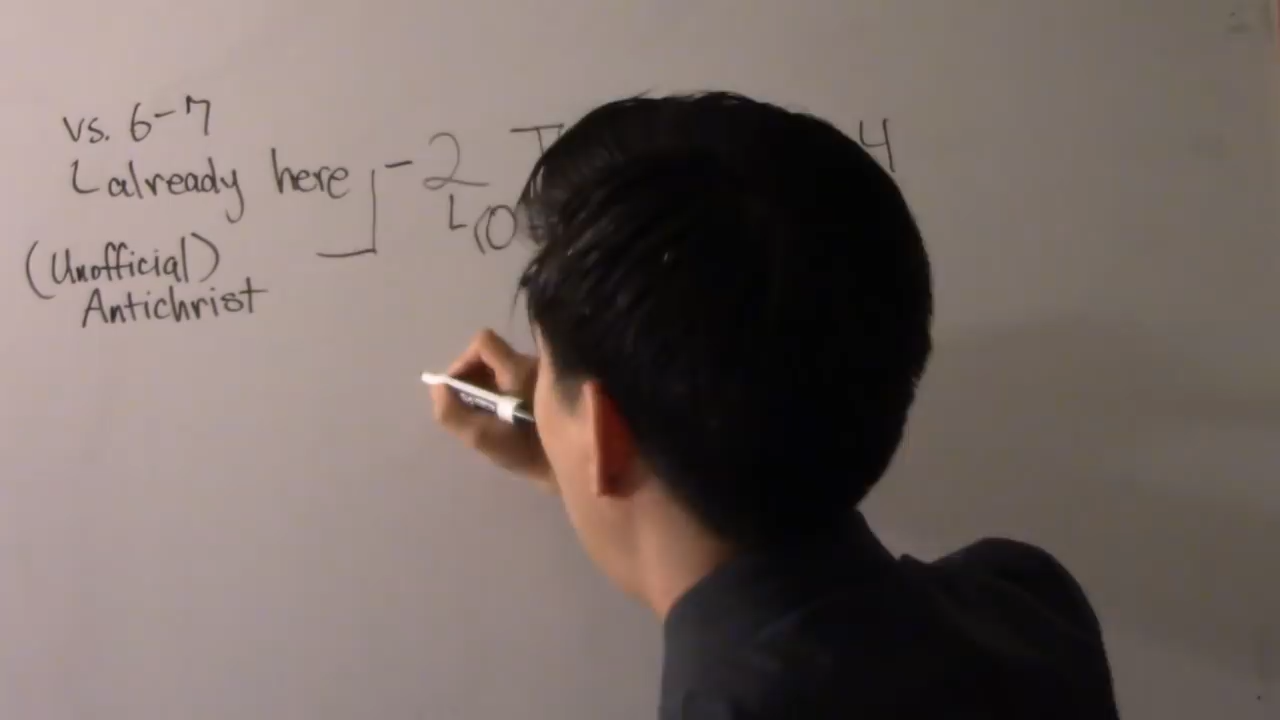 vs. 6-7
already here - 2 4
(Unofficial)
Antichrist